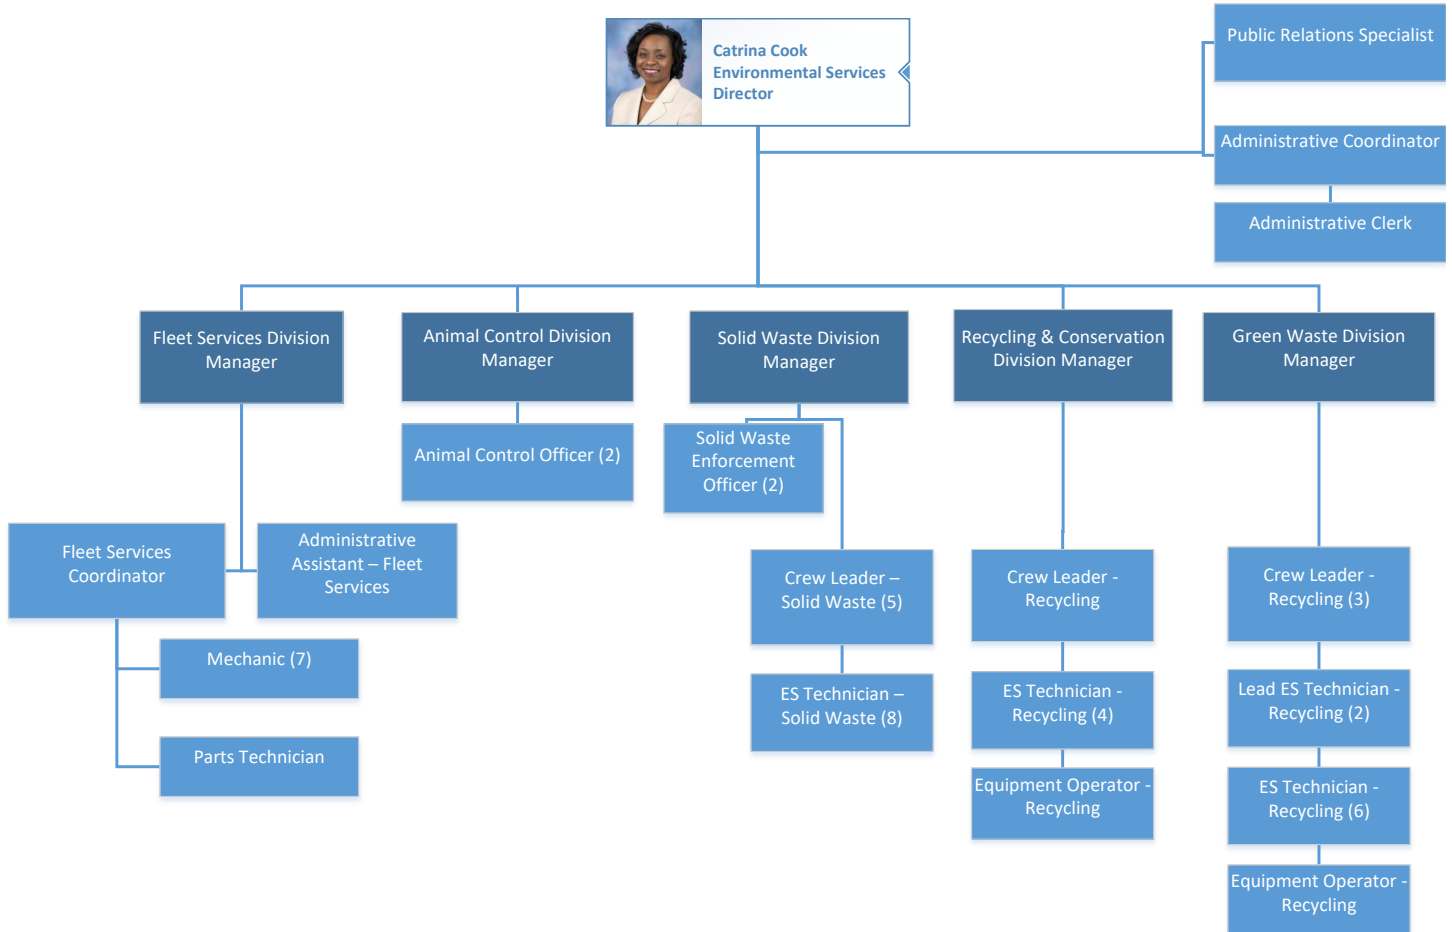 Catrina Cook
Environmental Services
Director
Public Relations Specialist
Administrative Coordinator
Administrative Clerk
Fleet Services Division
Manager
Animal Control Division
Manager
Solid Waste Division
Manager
Recycling & Conservation
Division Manager
Green Waste Division
Manager
Animal Control Officer (2)
Solid Waste
Enforcement
Officer (2)
Fleet Services
Coordinator
Administrative
Assistant – Fleet
Services
Mechanic (7)
Parts Technician
Crew Leader –
Solid Waste (5)
ES Technician –
Solid Waste (8)
Crew Leader -
Recycling
ES Technician -
Recycling (4)
Equipment Operator -
Recycling
Crew Leader -
Recycling (3)
Lead ES Technician -
Recycling (2)
ES Technician -
Recycling (6)
Equipment Operator -
Recycling